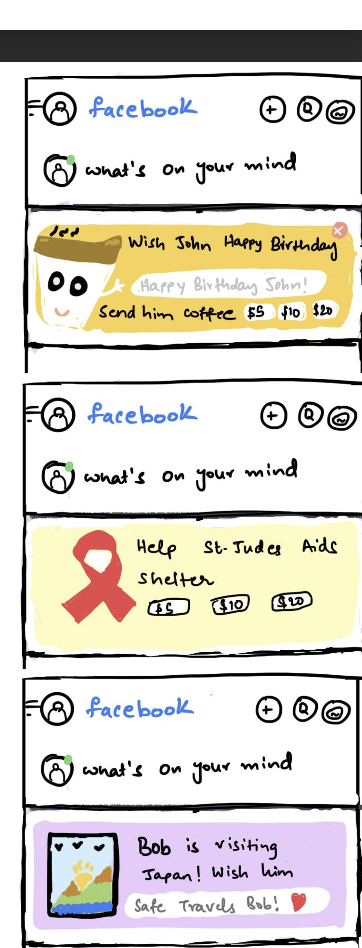 facebook
what's on your mind
Wish John Happy Birthday
Happy Birthday John!
Send him coffee $5 $10 $20
facebook
what's on your mind
Help St. Judes Aids
Shelter
$5 $10 $20
facebook
what's on your mind
Bob is visiting
Japan! Wish him
Safe Travels Bob!